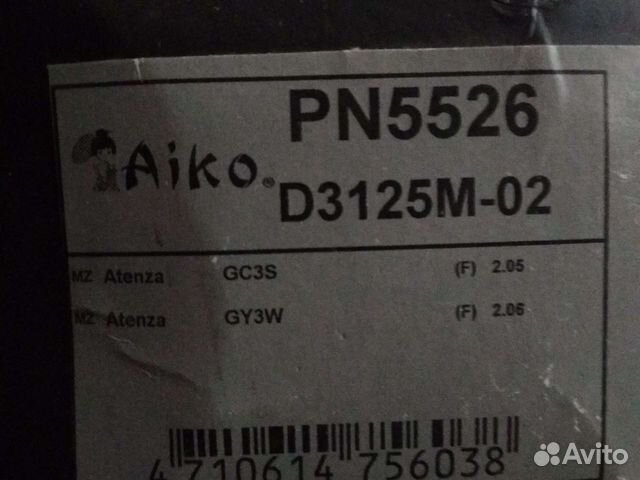 PN5526
Aiko®
D3125M-02
MZ Atenza GC3S (F) 2.05
MZ Atenza GY3W (F) 2.06
4 710614 756038
Avito